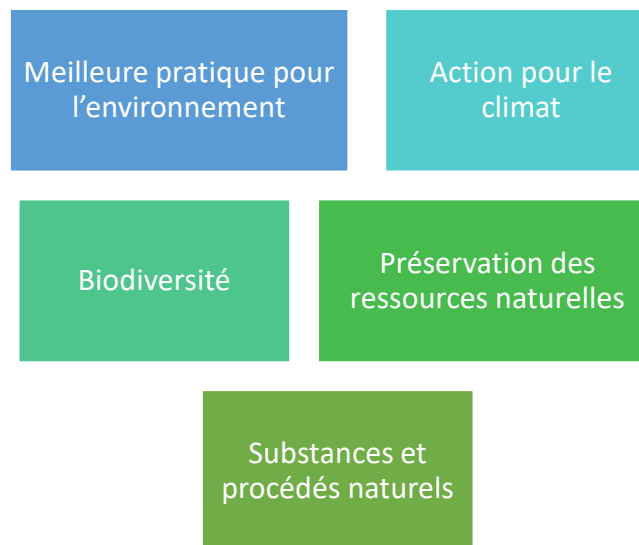 Meilleure pratique pour
l’environnement
Action pour le
climat
Biodiversité
Préservation des
ressources naturelles
Substances et
procédés naturels